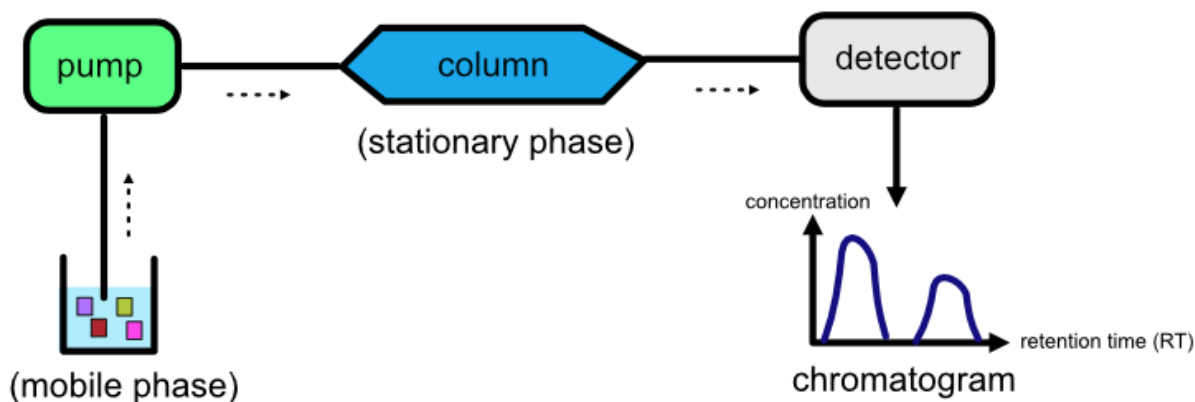 pump
column
detector
(stationary phase)
concentration
retention time (RT)
(mobile phase)
chromatogram